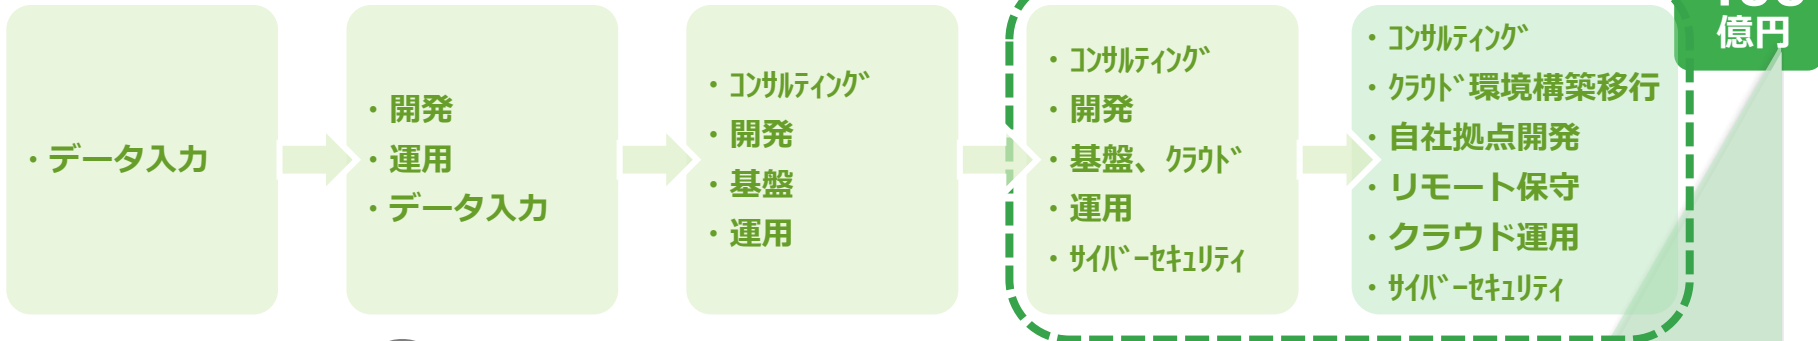 ・データ入力
・開発
・運用
・データ入力
・ｺﾝｻﾙﾃｨﾝｸﾞ
・開発
・基盤
・運用
・ｺﾝｻﾙﾃｨﾝｸﾞ
・開発
・基盤、ｸﾗｳﾄﾞ
・運用
・ｻｲﾊﾞｰｾｷｭﾘﾃｨ
・ｺﾝｻﾙﾃｨﾝｸﾞ
・ｸﾗｳﾄﾞ環境構築移行
・自社拠点開発
・リモート保守
・クラウド運用
・ｻｲﾊﾞｰｾｷｭﾘﾃｨ
億円